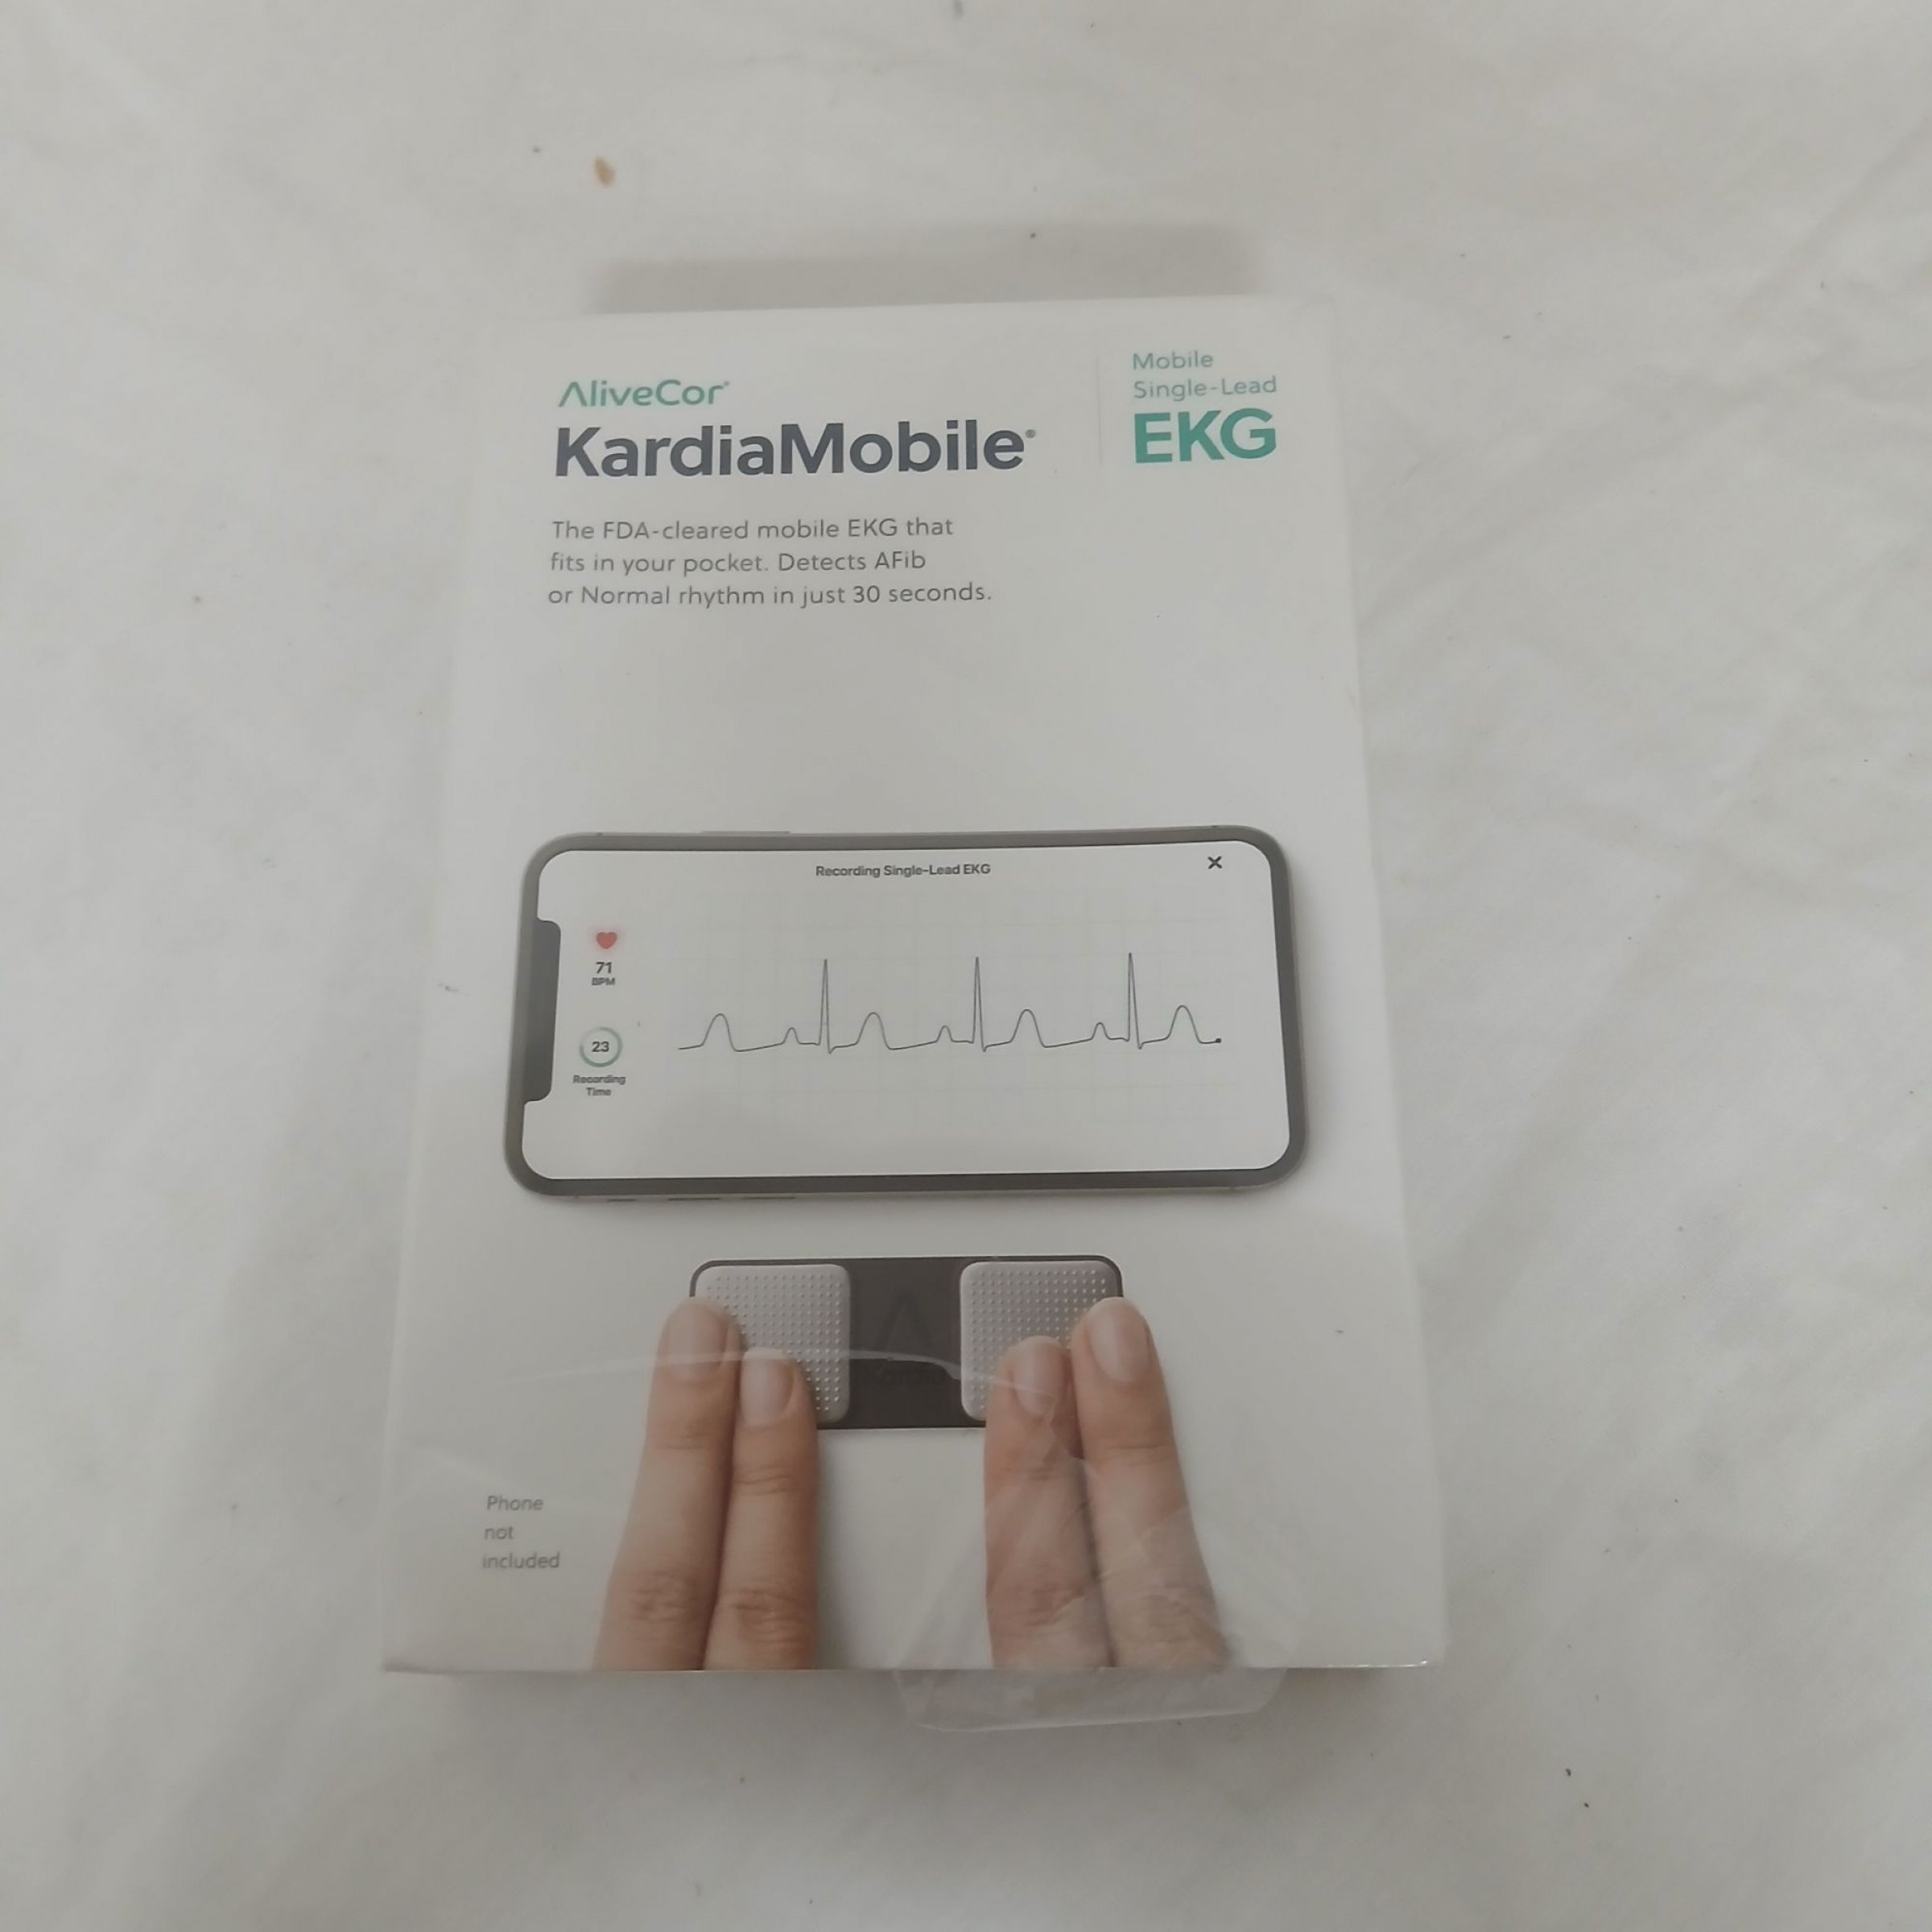 AliveCor®
KardiaMobile®
Mobile
Single-Lead
EKG
The FDA-cleared mobile EKG that
fits in your pocket. Detects AFib
or Normal rhythm in just 30 seconds.
Recording Single-Lead EKG
71
BPM
23
Recording
Time
Phone
not
included